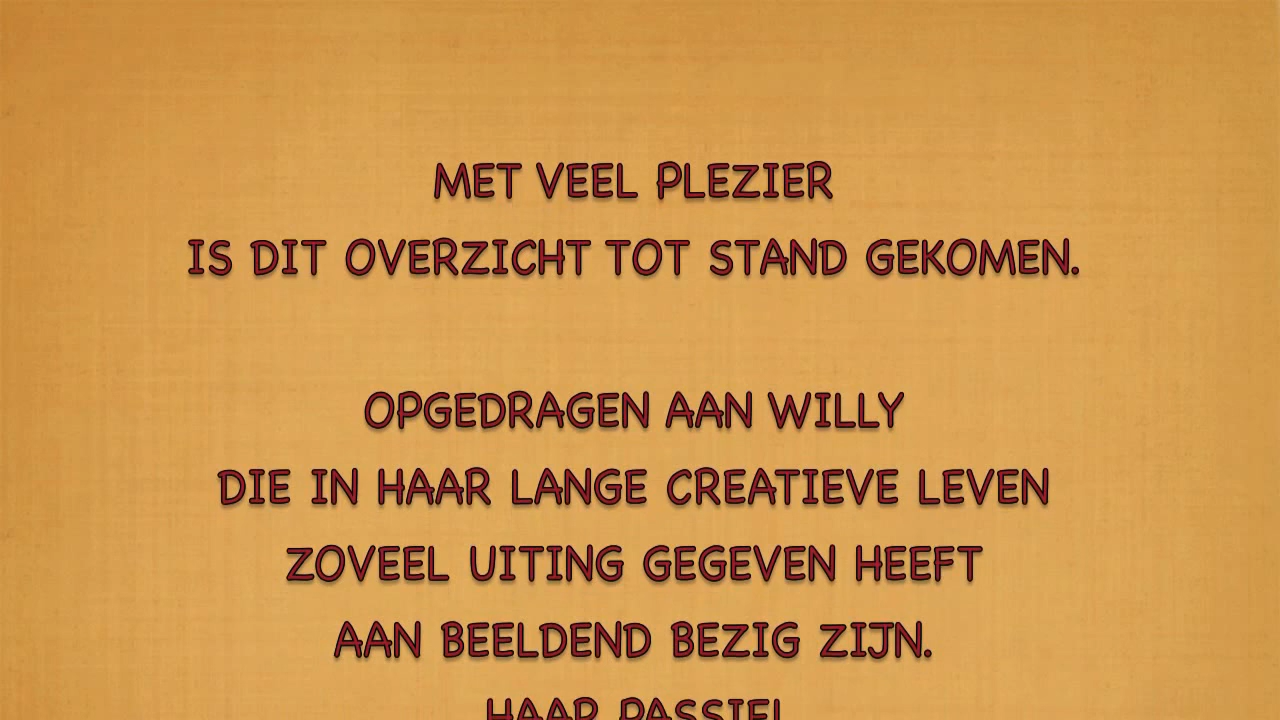 MET VEEL PLEZIER
IS DIT OVERZICHT TOT STAND GEKOMEN.
OPGEDRAGEN AAN WILLY
DIE IN HAAR LANGE CREATIEVE LEVEN
ZOVEEL UITING GEGEVEN HEEFT
AAN BEELDEND BEZIG ZIJN.
HAAR